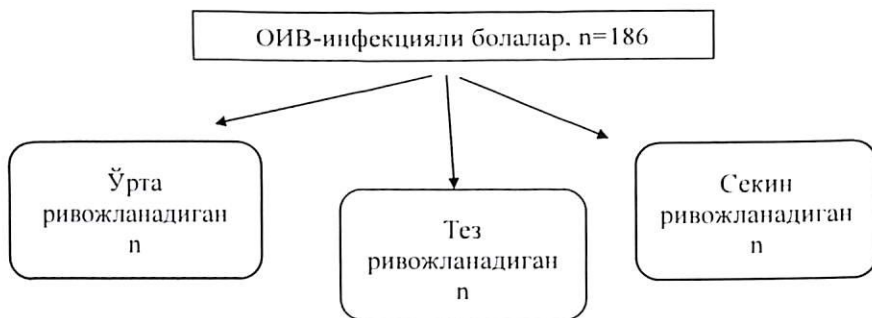 ОИВ-инфекцияли болалар. n=186
Ўрта
ривожланадиган
n
Тез
ривожланадиган
n
Секин
ривожланадиган
n